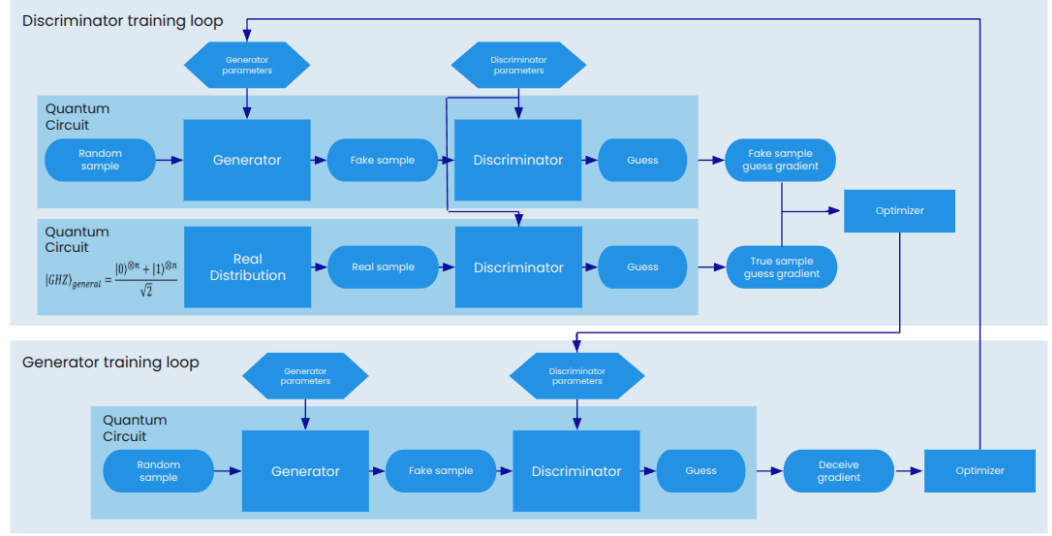 Discriminator training loop
Generator
parameters
Discriminator
parameters
Quantum
Circuit
Random
sample
Generator
Fake sample
Discriminator
Guess
Fake sample
guess gradient
Optimizer
Quantum
Circuit
|GHZ⟩general = |0⟩⊗n + |1⟩⊗n / √2
Real
Distribution
Real sample
Discriminator
Guess
True sample
guess gradient
Generator training loop
Generator
parameters
Discriminator
parameters
Quantum
Circuit
Random
sample
Generator
Fake sample
Discriminator
Guess
Deceive
gradient
Optimizer